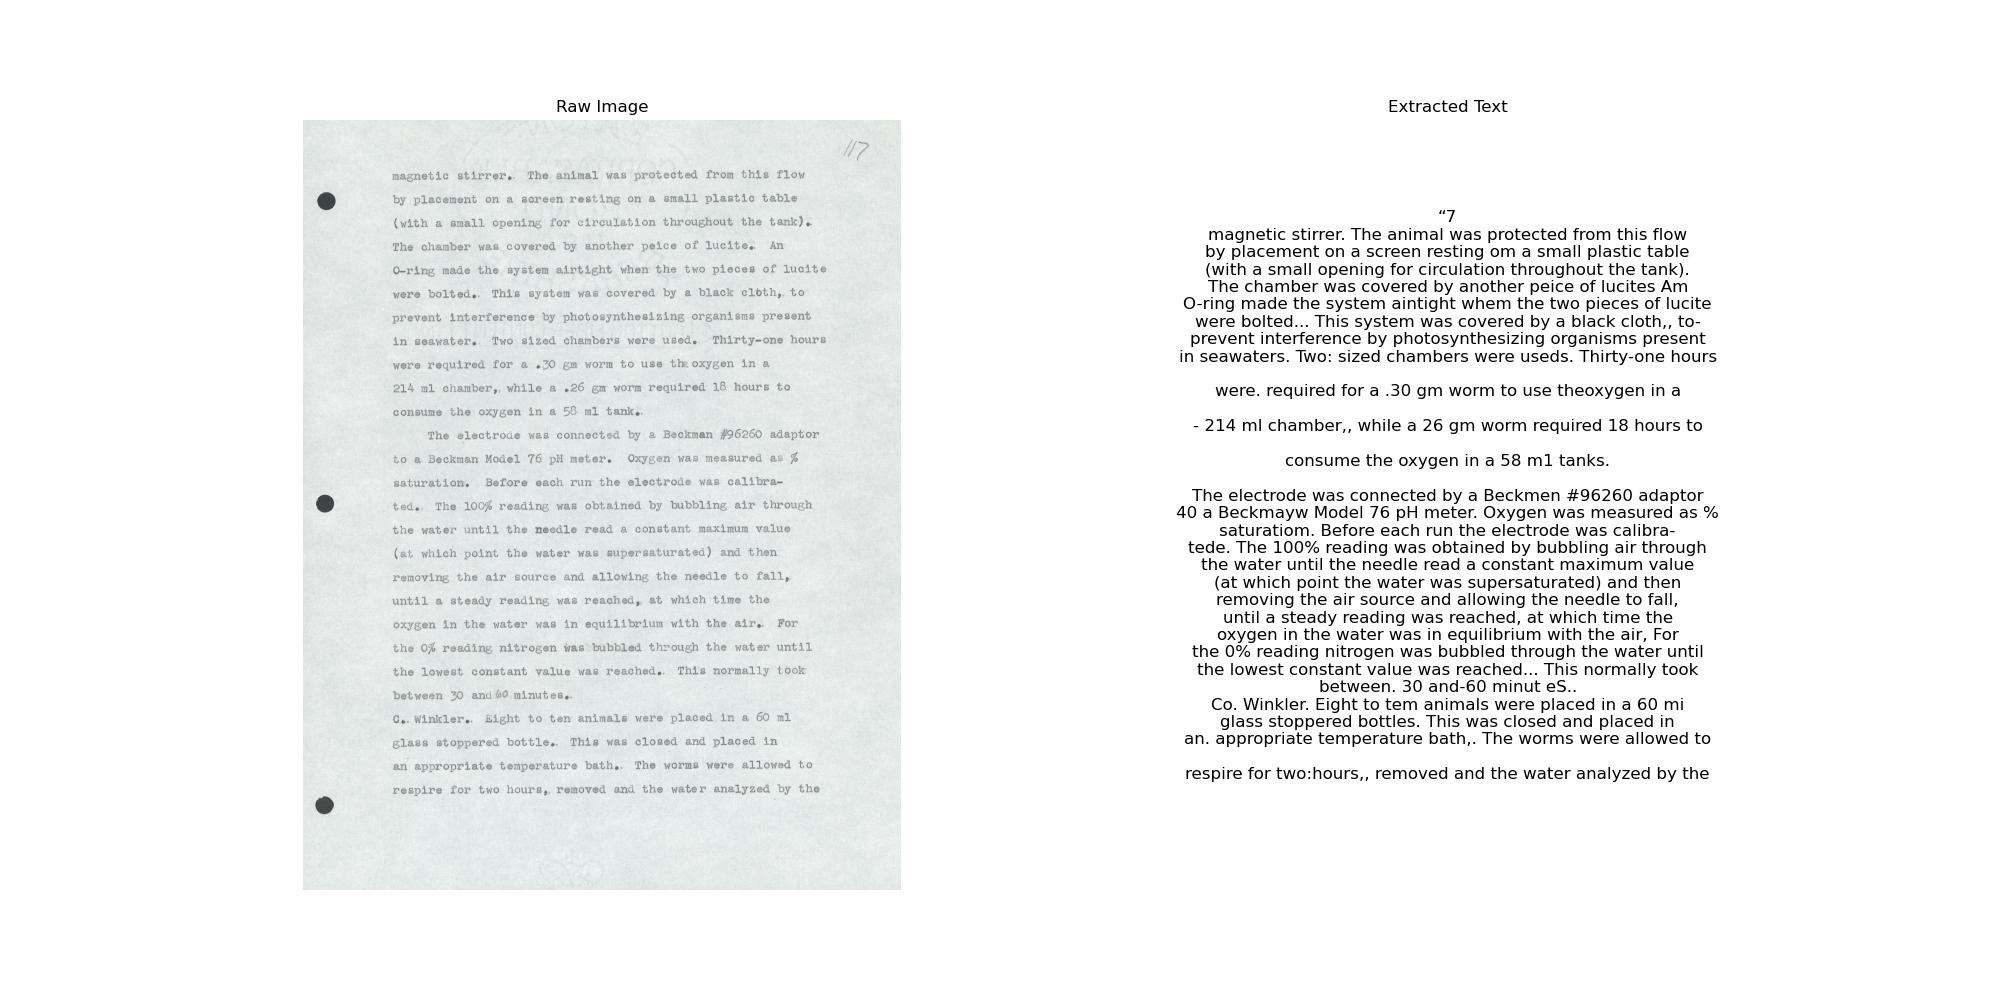 Raw Image
117
magnetic stirrer. The animal was protected from this flow
by placement on a screen resting on a small plastic table
(with a small opening for circulation throughout the tank).
The chamber was covered by another peice of lucite. An
O-ring made the system airtight when the two pieces of lucite
were bolted. This system was covered by a black cloth, to
prevent interference by photosynthesizing organisms present
in seawater. Two sized chambers were used. Thirty-one hours
were required for a .30 gm worm to use the oxygen in a
214 ml chamber, while a .26 gm worm required 18 hours to
consume the oxygen in a 58 ml tank.
The electrode was connected by a Beckman #96260 adaptor
to a Beckman Model 76 pH meter. Oxygen was measured as %
saturation. Before each run the electrode was calibra-
ted. The 100% reading was obtained by bubbling air through
the water until the needle read a constant maximum value
(at which point the water was supersaturated) and then
removing the air source and allowing the needle to fall,
until a steady reading was reached, at which time the
oxygen in the water was in equilibrium with the air. For
the 0% reading nitrogen was bubbled through the water until
the lowest constant value was reached. This normally took
between 30 and 60 minutes.
C. Winkler. Eight to ten animals were placed in a 60 ml
glass stoppered bottle. This was closed and placed in
an appropriate temperature bath. The worms were allowed to
respire for two hours, removed and the water analyzed by the
Extracted Text
“7
magnetic stirrer. The animal was protected from this flow
by placement on a screen resting om a small plastic table
(with a small opening for circulation throughout the tank).
The chamber was covered by another peice of lucites Am
O-ring made the system aintight whem the two pieces of lucite
were bolted... This system was covered by a black cloth,, to-
prevent interference by photosynthesizing organisms present
in seawaters. Two: sized chambers were useds. Thirty-one hours
were. required for a .30 gm worm to use theoxygen in a
- 214 ml chamber,, while a 26 gm worm required 18 hours to
consume the oxygen in a 58 m1 tanks.
The electrode was connected by a Beckmen #96260 adaptor
40 a Beckmayw Model 76 pH meter. Oxygen was measured as %
saturatiom. Before each run the electrode was calibra-
tede. The 100% reading was obtained by bubbling air through
the water until the needle read a constant maximum value
(at which point the water was supersaturated) and then
removing the air source and allowing the needle to fall,
until a steady reading was reached, at which time the
oxygen in the water was in equilibrium with the air, For
the 0% reading nitrogen was bubbled through the water until
the lowest constant value was reached... This normally took
between. 30 and-60 minut eS..
Co. Winkler. Eight to tem animals were placed in a 60 mi
glass stoppered bottles. This was closed and placed in
an. appropriate temperature bath,. The worms were allowed to
respire for two:hours,, removed and the water analyzed by the